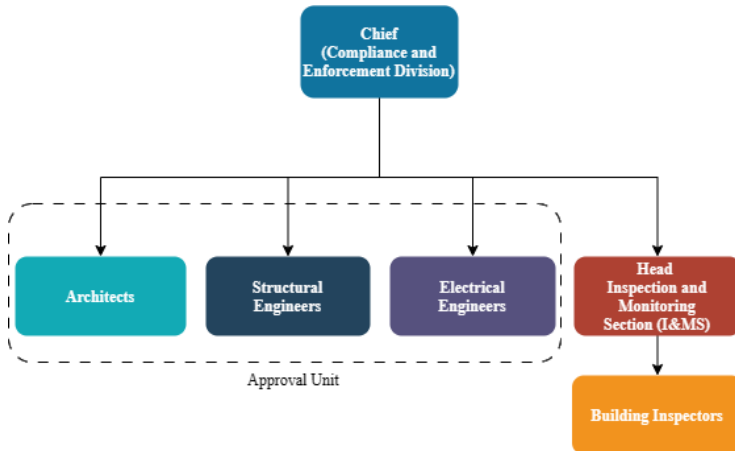 Chief
(Compliance and
Enforcement Division)
Architects
Structural
Engineers
Electrical
Engineers
Head
Inspection and
Monitoring
Section (I&MS)
Approval Unit
Building Inspectors